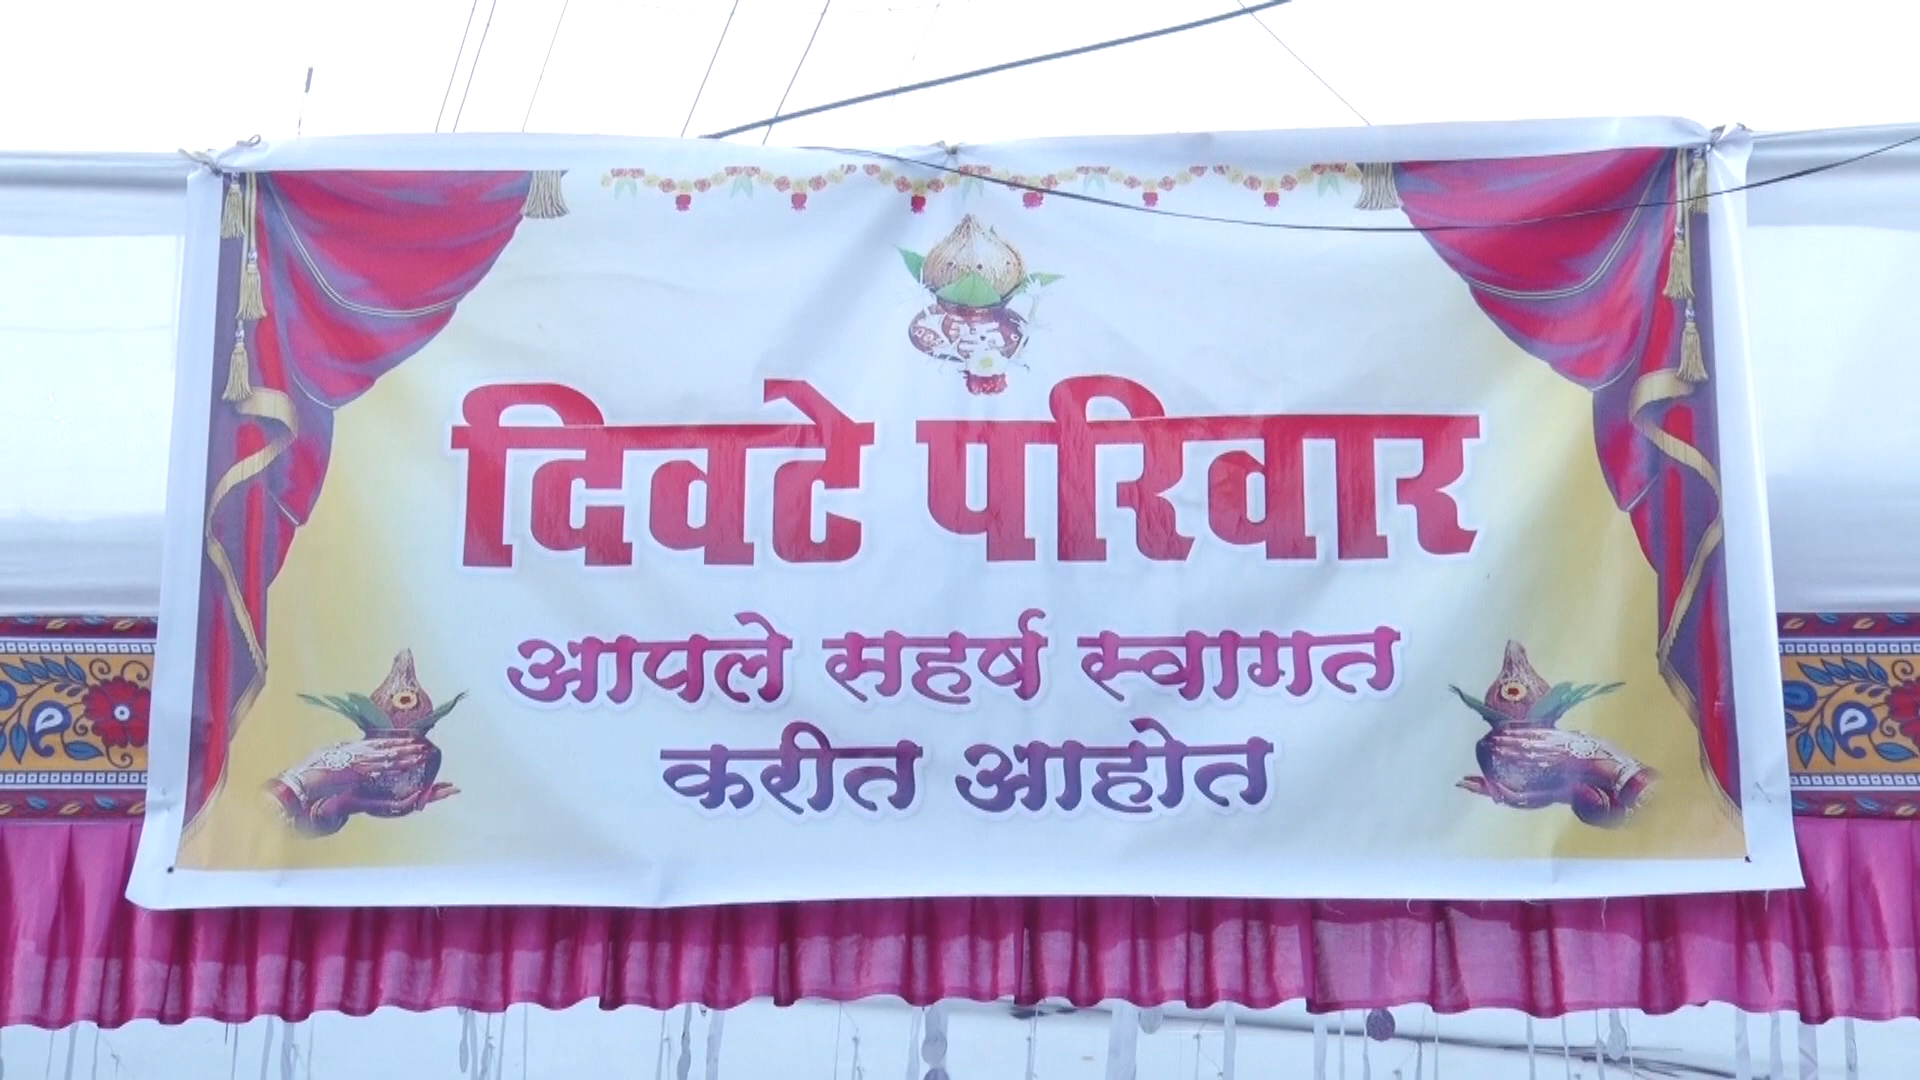 दिवटे परिवार
आपले सहर्ष स्वागत
करीत आहोत